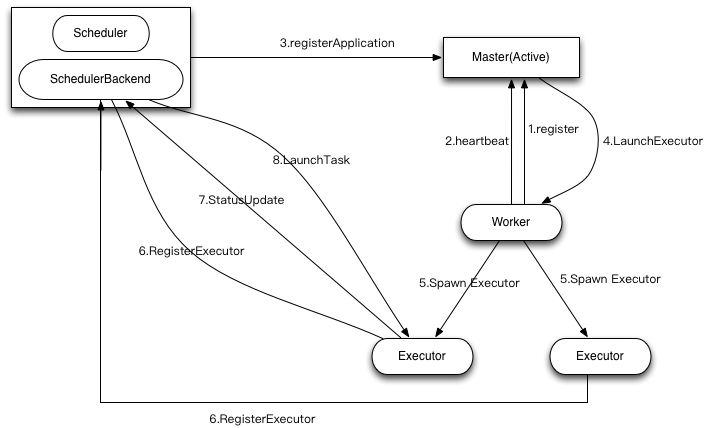 Scheduler
SchedulerBackend
3.registerApplication
Master(Active)
2.heartbeat
1.register
4.LaunchExecutor
8.LaunchTask
7.StatusUpdate
6.RegisterExecutor
Worker
5.Spawn Executor
5.Spawn Executor
Executor
Executor
6.RegisterExecutor